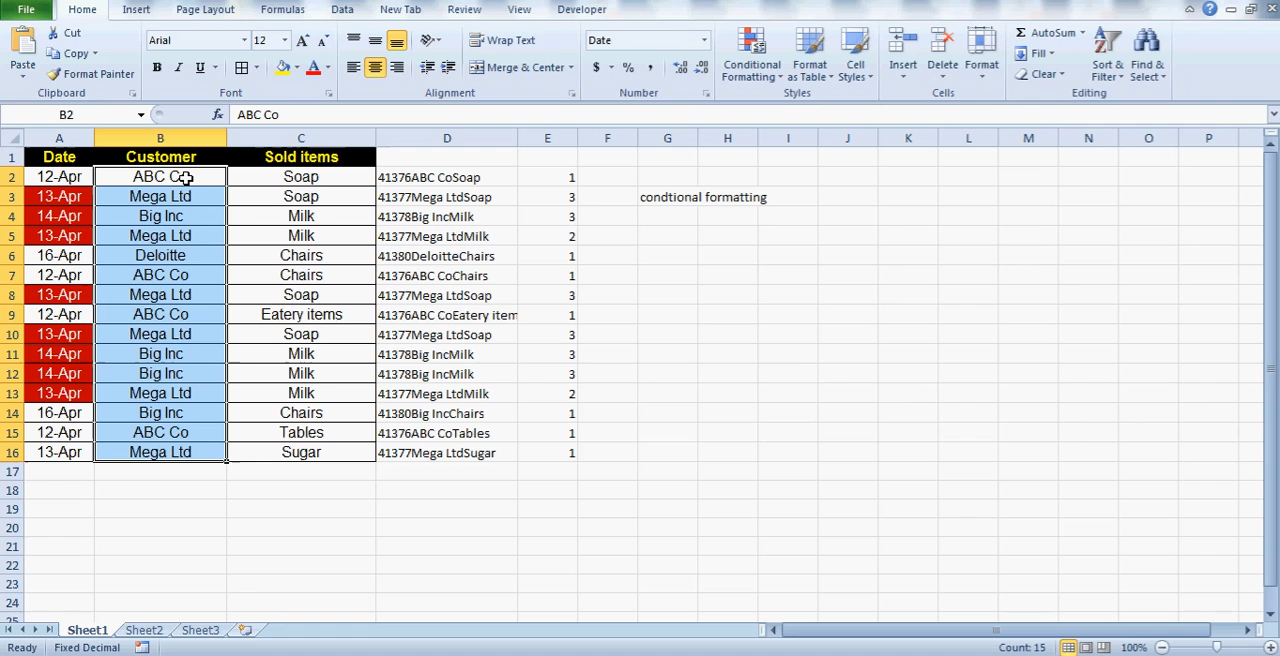 File Home Insert Page Layout Formulas Data New Tab Review View Developer
Paste Cut Copy Format Painter Clipboard
Arial 12 A A B I U A Font
Wrap Text Merge & Center Alignment
Date $ % , .0 .00 .00 .0 Number
Conditional Formatting Format as Table Cell Styles Styles
Insert Delete Format Cells
Σ AutoSum Fill Clear Sort & Filter Find & Select Editing
B2 fx ABC Co
A B C D E F G H I J K L M N O P
1 Date Customer Sold items
2 12-Apr ABC Co Soap 41376ABC CoSoap 1
3 13-Apr Mega Ltd Soap 41377Mega LtdSoap 3 condtional formatting
4 14-Apr Big Inc Milk 41378Big IncMilk 3
5 13-Apr Mega Ltd Milk 41377Mega LtdMilk 2
6 16-Apr Deloitte Chairs 41380DeloitteChairs 1
7 12-Apr ABC Co Chairs 41376ABC CoChairs 1
8 13-Apr Mega Ltd Soap 41377Mega LtdSoap 3
9 12-Apr ABC Co Eatery items 41376ABC CoEatery item 1
10 13-Apr Mega Ltd Soap 41377Mega LtdSoap 3
11 14-Apr Big Inc Milk 41378Big IncMilk 3
12 14-Apr Big Inc Milk 41378Big IncMilk 3
13 13-Apr Mega Ltd Milk 41377Mega LtdMilk 2
14 16-Apr Big Inc Chairs 41380Big IncChairs 1
15 12-Apr ABC Co Tables 41376ABC CoTables 1
16 13-Apr Mega Ltd Sugar 41377Mega LtdSugar 1
17
18
19
20
21
22
23
24
25
Sheet1 Sheet2 Sheet3
Ready Fixed Decimal Count: 15 100%